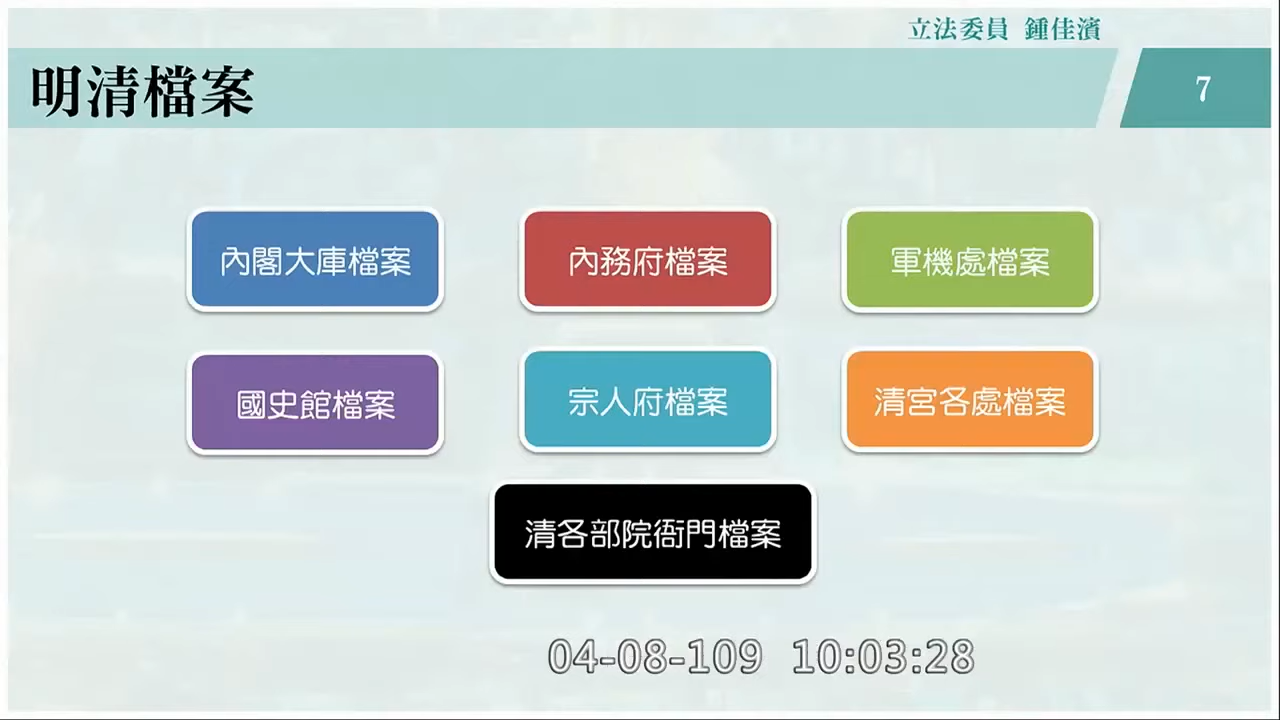 立法委員 鍾佳濱
明清檔案
7
內閣大庫檔案
內務府檔案
軍機處檔案
國史館檔案
宗人府檔案
清宮各處檔案
清各部院衙門檔案
04-08-109 10:03:28